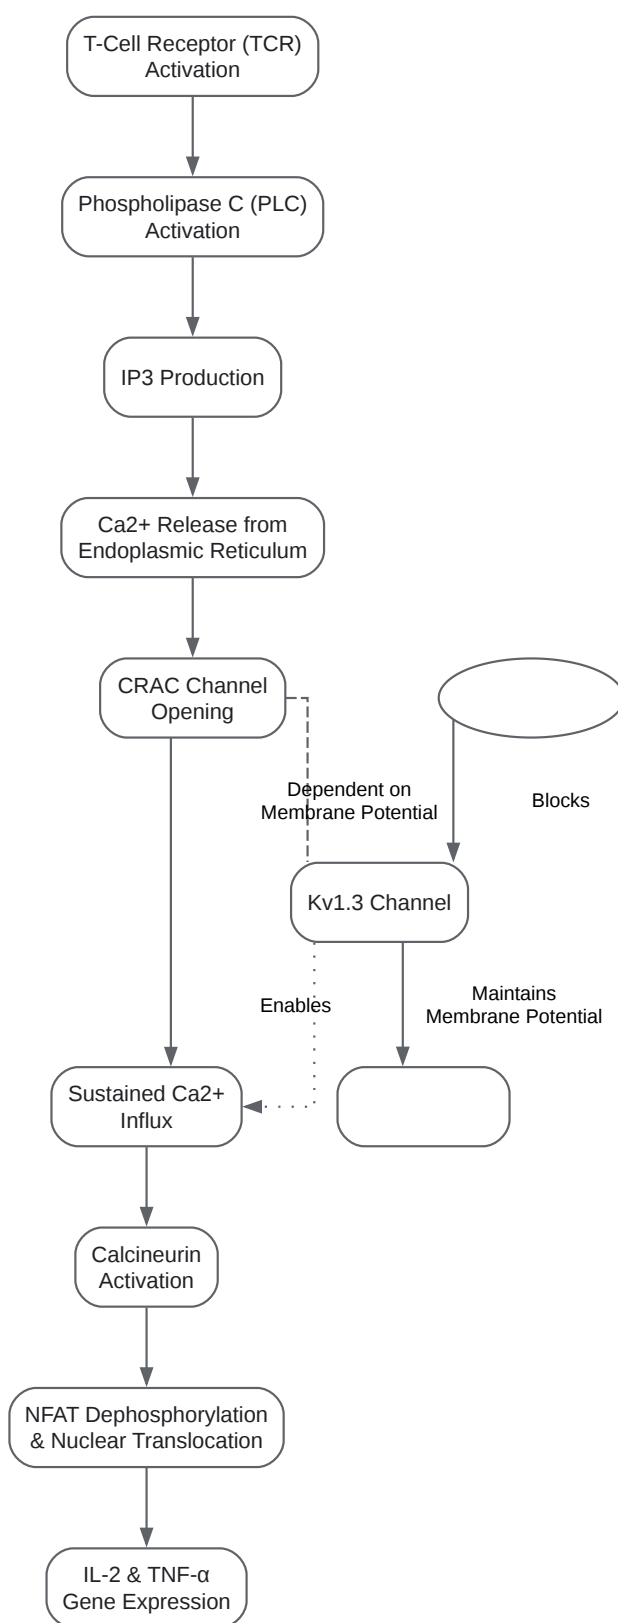 T-Cell Receptor (TCR)
Activation
Phospholipase C (PLC)
Activation
IP3 Production
Ca2+ Release from
Endoplasmic Reticulum
CRAC Channel
Opening
Dependent on
Membrane Potential
Blocks
Kv1.3 Channel
Enables
Maintains
Membrane Potential
Sustained Ca2+
Influx
Calcineurin
Activation
NFAT Dephosphorylation
& Nuclear Translocation
IL-2 & TNF-α
Gene Expression